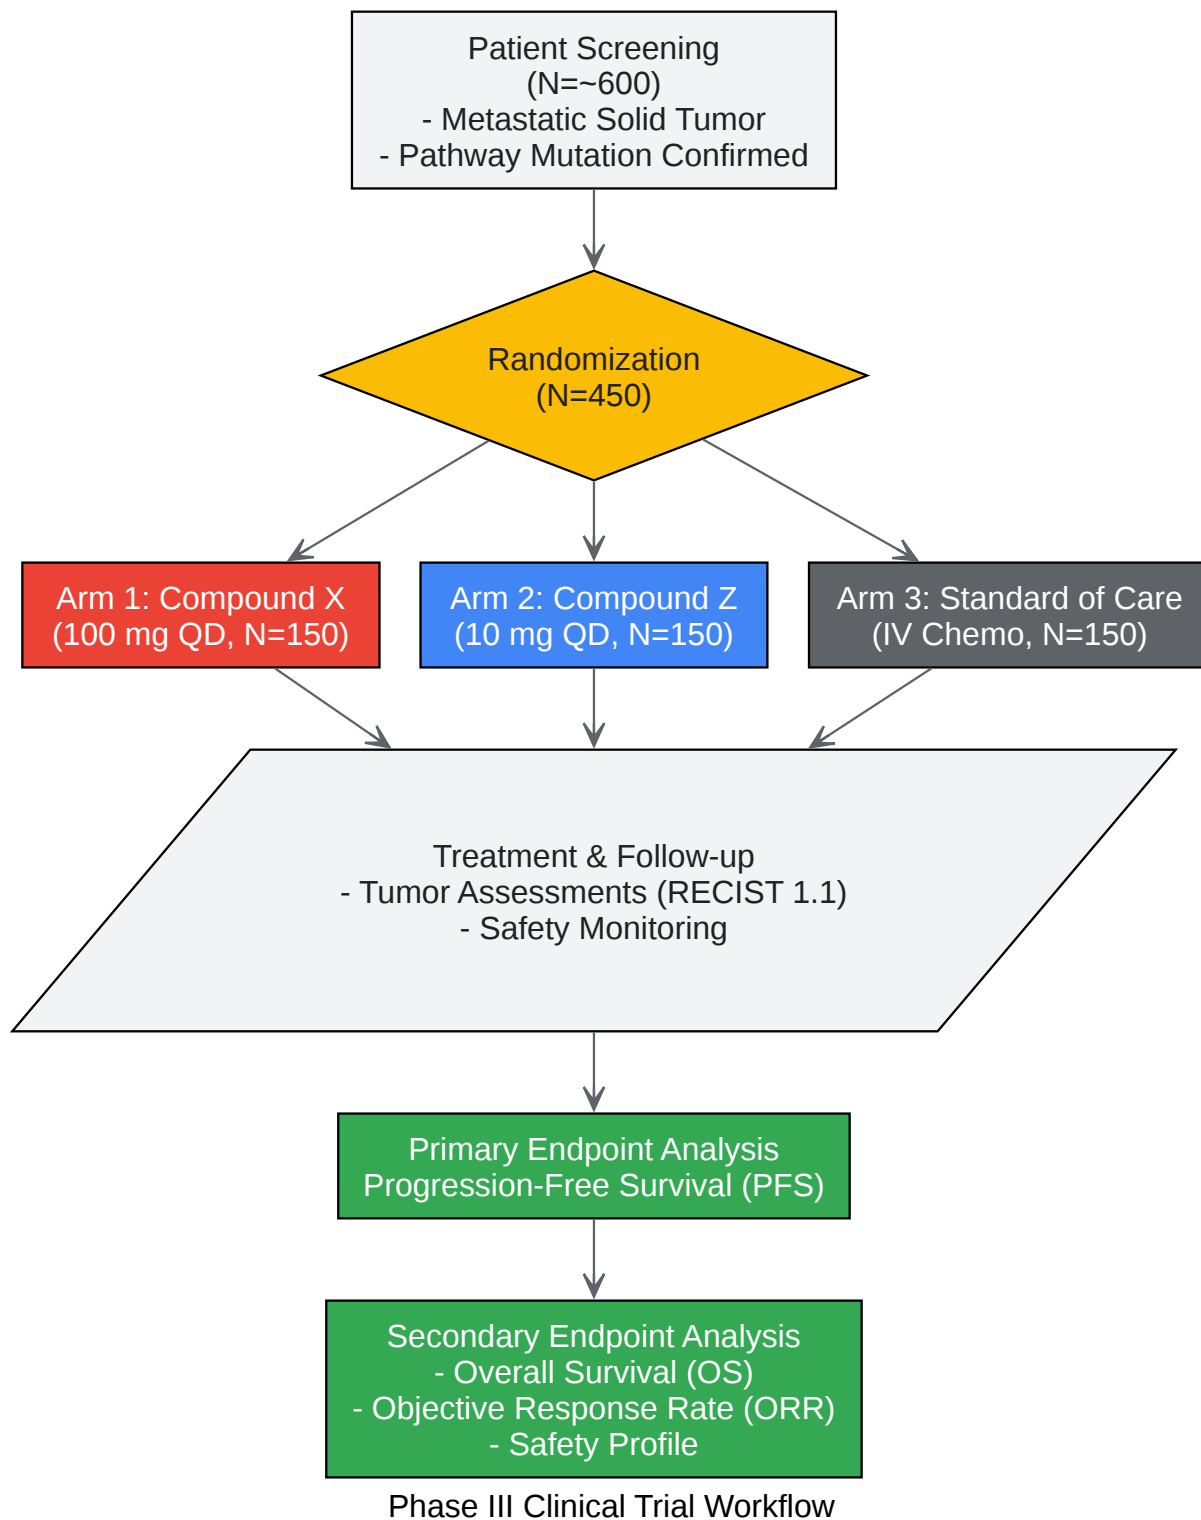 Patient Screening
(N=~600)
- Metastatic Solid Tumor
- Pathway Mutation Confirmed
Randomization
(N=450)
Arm 1: Compound X
(100 mg QD, N=150)
Arm 2: Compound Z
(10 mg QD, N=150)
Arm 3: Standard of Care
(IV Chemo, N=150)
Treatment & Follow-up
- Tumor Assessments (RECIST 1.1)
- Safety Monitoring
Primary Endpoint Analysis
Progression-Free Survival (PFS)
Secondary Endpoint Analysis
- Overall Survival (OS)
- Objective Response Rate (ORR)
- Safety Profile
Phase III Clinical Trial Workflow